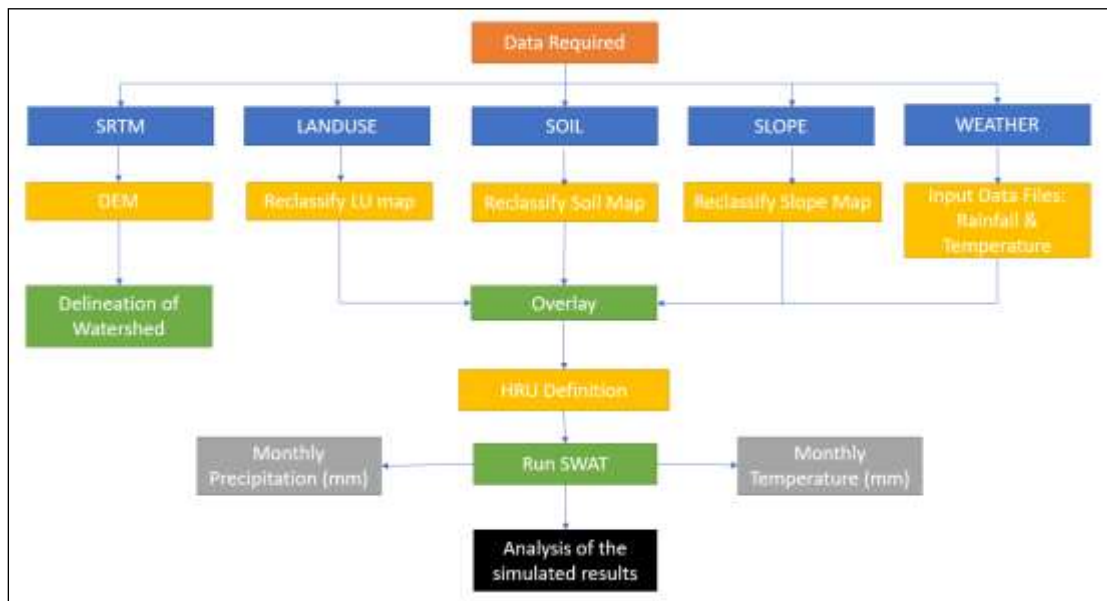 Data Required
SRTM
LANDUSE
SOIL
SLOPE
WEATHER
DEM
Reclassify LU map
Reclassify Soil Map
Reclassify Slope Map
Input Data Files:
Rainfall &
Temperature
Delineation of
Watershed
Overlay
HRU Definition
Monthly
Precipitation (mm)
Run SWAT
Monthly
Temperature (mm)
Analysis of the
simulated results